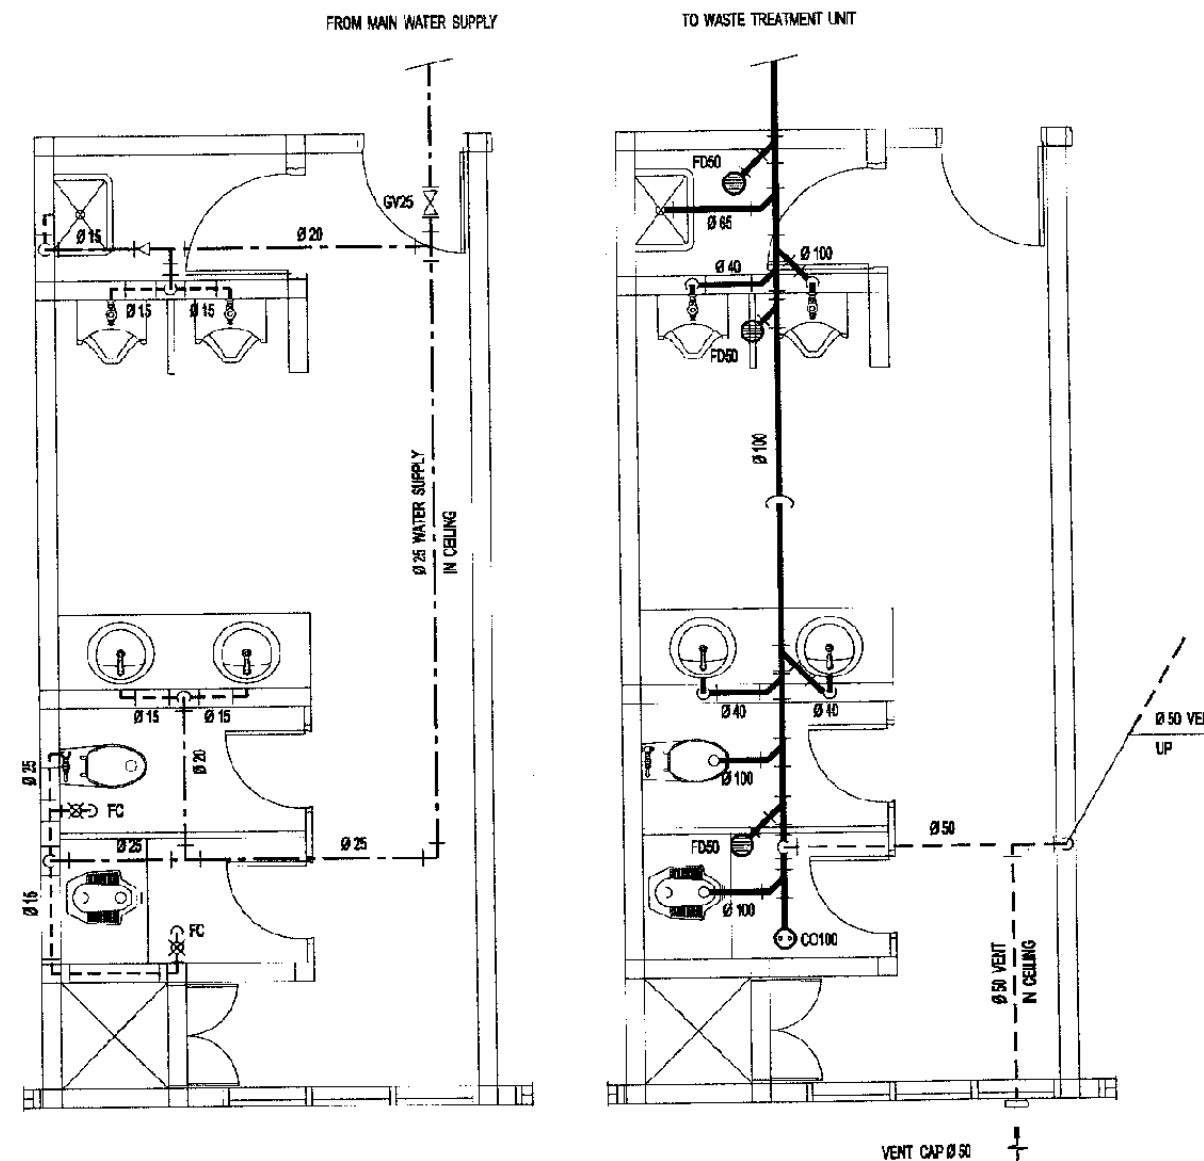 FROM MAIN WATER SUPPLY
TO WASTE TREATMENT UNIT
GV25
Ø 15
Ø 20
Ø 15
Ø 15
Ø 25 WATER SUPPLY
IN CEILING
Ø 15
Ø 15
Ø 20
Ø 25
FC
Ø 25
Ø 25
Ø 15
FC
FD50
Ø 65
Ø 100
Ø 40
FD50
Ø 100
Ø 40
Ø 40
Ø 100
FD50
Ø 50
Ø 100
CO100
Ø 50 VENT
IN CEILING
Ø 50 VE
UP
VENT CAP Ø 50